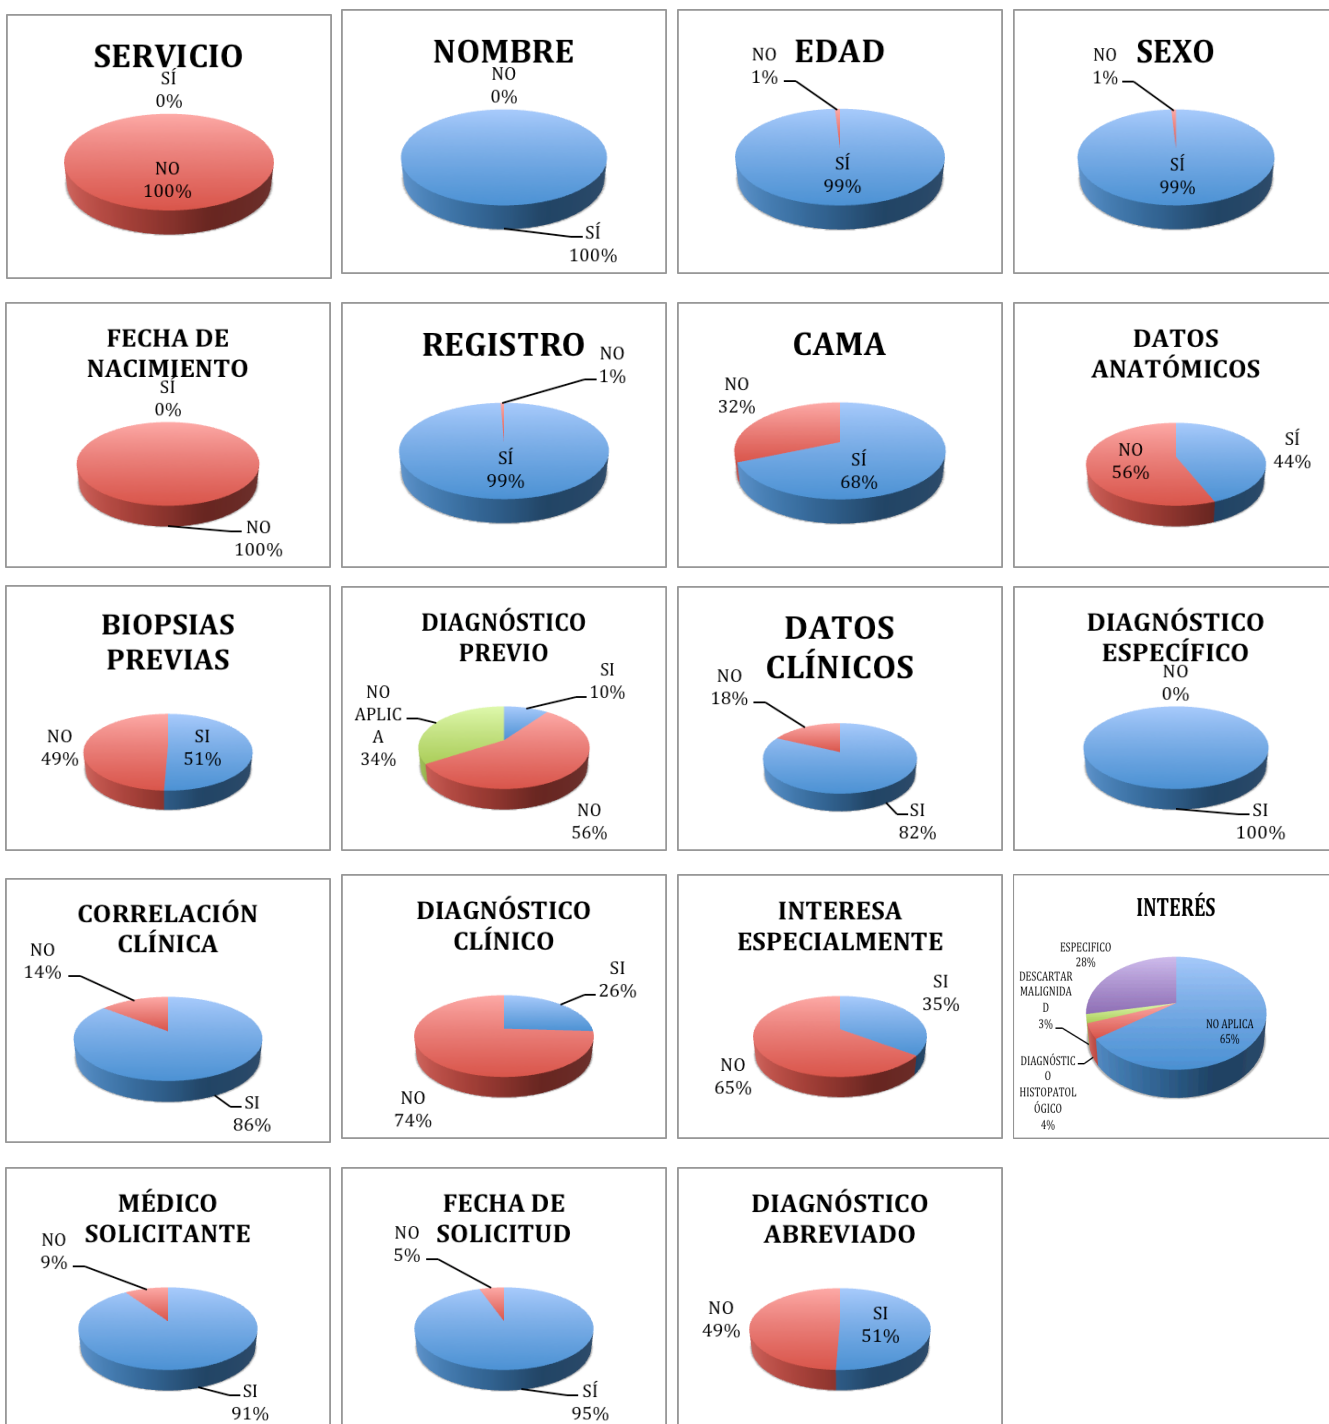 SERVICIO
SÍ
0%
NO
100%
NOMBRE
NO
0%
SÍ
100%
EDAD
NO
1%
SÍ
99%
SEXO
NO
1%
SÍ
99%
FECHA DE
NACIMIENTO
SÍ
0%
NO
100%
REGISTRO
NO
1%
SÍ
99%
CAMA
NO
32%
SÍ
68%
DATOS
ANATÓMICOS
NO
56%
SÍ
44%
BIOPSIAS
PREVIAS
NO
49%
SI
51%
DIAGNÓSTICO
PREVIO
SI
10%
NO
APLIC
A
34%
NO
56%
DATOS
CLÍNICOS
NO
18%
SI
82%
DIAGNÓSTICO
ESPECÍFICO
NO
0%
SI
100%
CORRELACIÓN
CLÍNICA
NO
14%
SI
86%
DIAGNÓSTICO
CLÍNICO
SI
26%
NO
74%
INTERESA
ESPECIALMENTE
SI
35%
NO
65%
INTERÉS
ESPECIFICO
28%
DESCARTAR
MALIGNIDA
D
3%
NO APLICA
65%
DIAGNÓSTIC
O
HISTOPATOL
ÓGICO
4%
MÉDICO
SOLICITANTE
NO
9%
SI
91%
FECHA DE
SOLICITUD
NO
5%
SÍ
95%
DIAGNÓSTICO
ABREVIADO
NO
49%
SI
51%